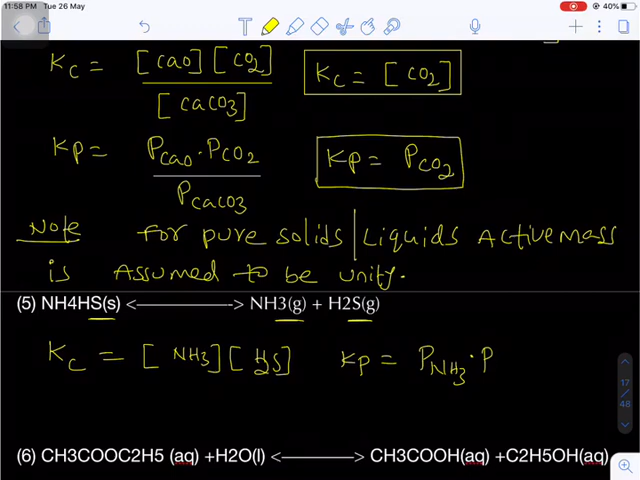 11:58 PM Tue 26 May
40%
Kc = [CaO][CO2] / [CaCO3]
Kc = [CO2]
Kp = PCaO · PCO2 / PCaCO3
Kp = PCO2
Note for pure solids | Liquids Active mass
is Assumed to be unity.
(5) NH4HS(s) <--------------> NH3(g) + H2S(g)
Kc = [NH3][H2S] Kp = PNH3 · P
(6) CH3COOC2H5 (aq) +H2O(l) <------------> CH3COOH(aq) +C2H5OH(aq)
17
48